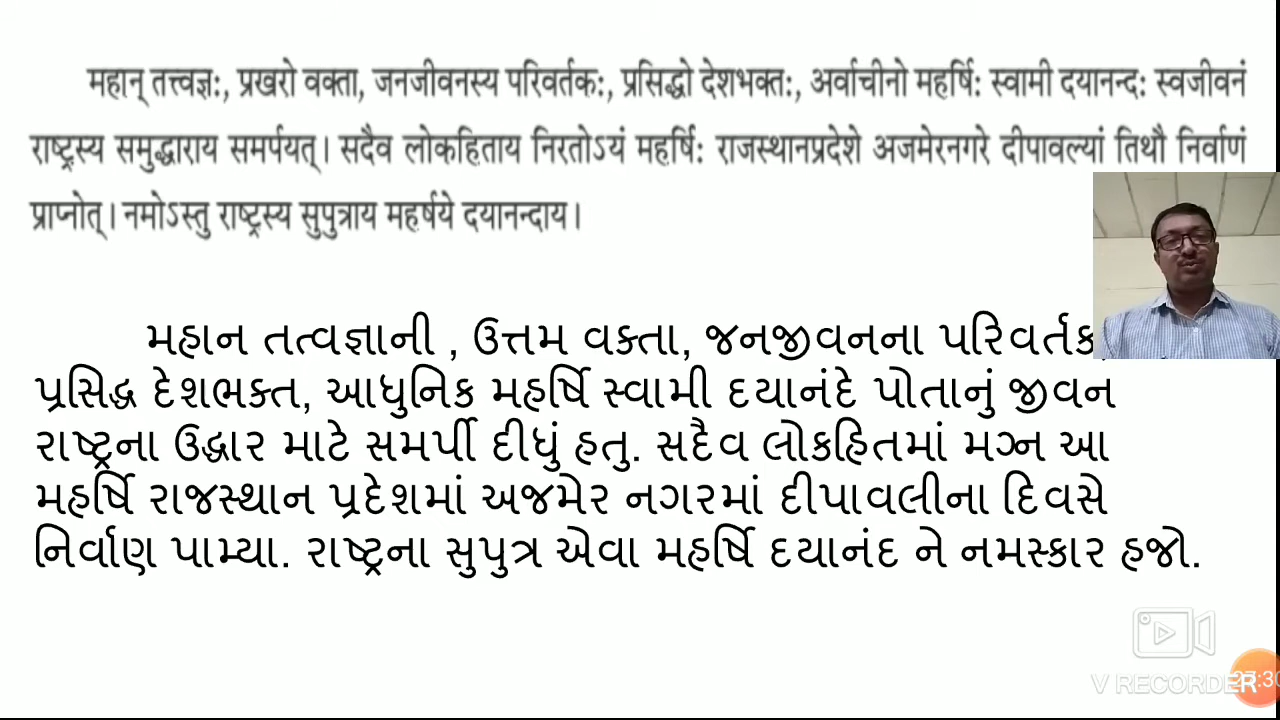 महान् तत्त्वज्ञः, प्रखरो वक्ता, जनजीवनस्य परिवर्तकः, प्रसिद्धो देशभक्तः, अर्वाचीनो महर्षिः स्वामी दयानन्दः स्वजीवनं
राष्ट्रस्य समुद्धाराय समर्पयत्। सदैव लोकहिताय निरतोऽयं महर्षिः राजस्थानप्रदेशे अजमेरनगरे दीपावल्यां तिथौ निर्वाणं
प्राप्नोत्। नमोऽस्तु राष्ट्रस्य सुपुत्राय महर्षये दयानन्दाय।
મહાન તત્વજ્ઞાની , ઉત્તમ વક્તા, જનજીવનના પરિવર્તક,
પ્રસિદ્ધ દેશભક્ત, આધુનિક મહર્ષિ સ્વામી દયાનંદે પોતાનું જીવન
રાષ્ટ્રના ઉદ્ધાર માટે સમર્પી દીધું હતુ. સદૈવ લોકહિતમાં મગ્ન આ
મહર્ષિ રાજસ્થાન પ્રદેશમાં અજમેર નગરમાં દીપાવલીના દિવસે
નિર્વાણ પામ્યા. રાષ્ટ્રના સુપુત્ર એવા મહર્ષિ દયાનંદ ને નમસ્કાર હજો.
V RECORDER